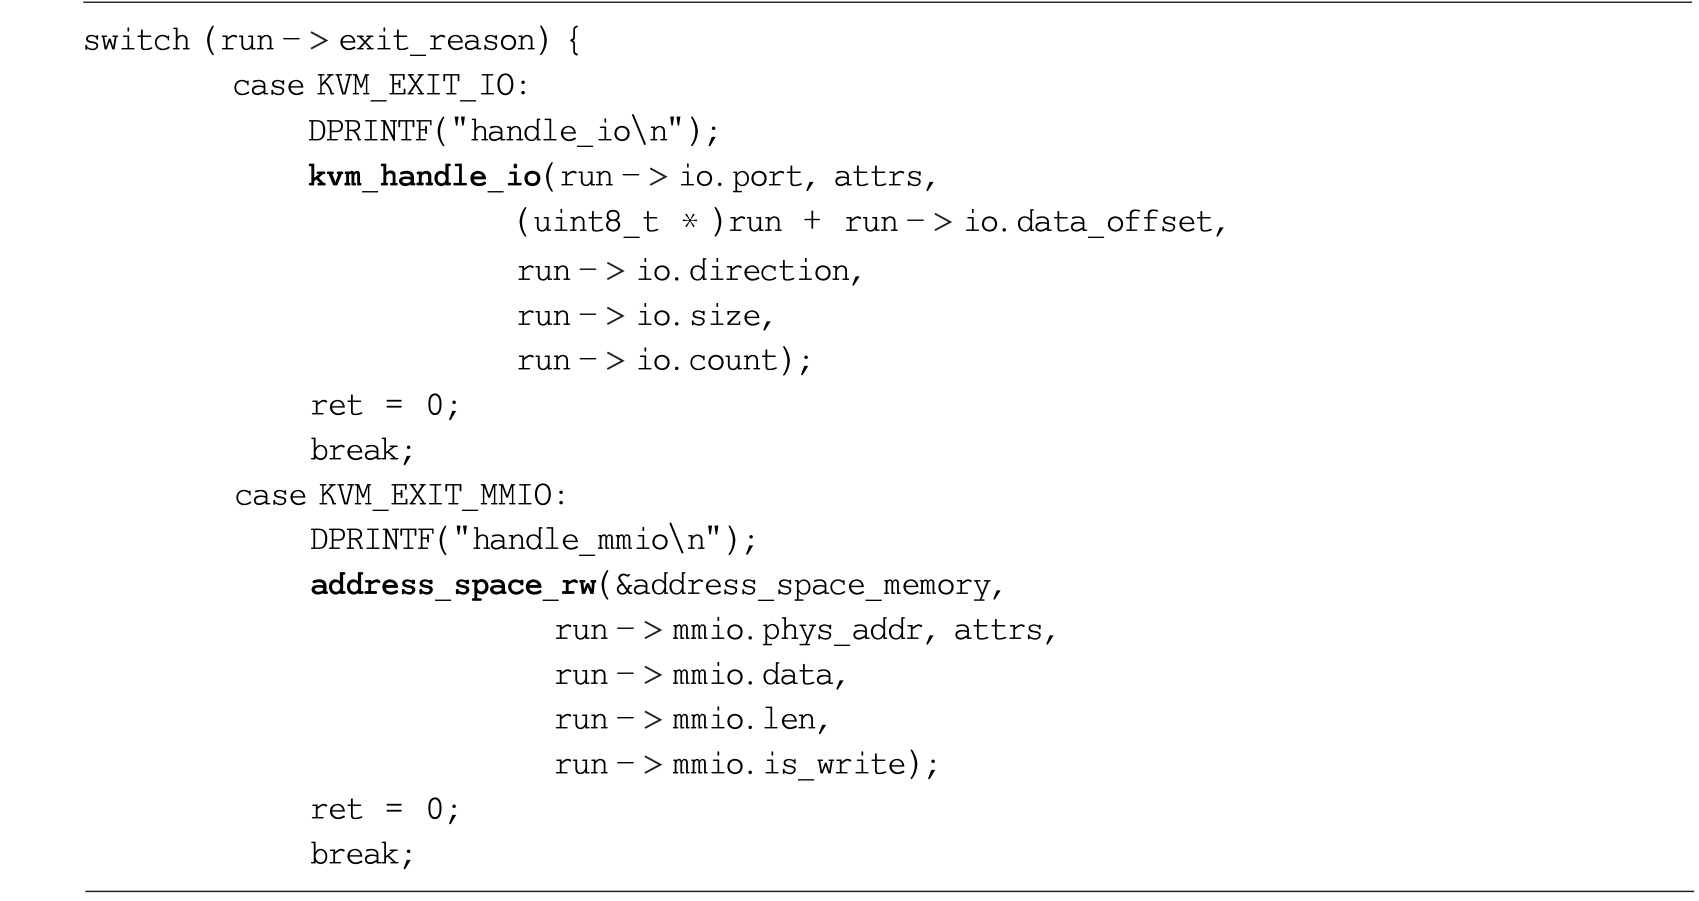 switch (run -> exit_reason) {
case KVM_EXIT_IO:
DPRINTF("handle_io\n");
kvm_handle_io(run -> io.port, attrs,
(uint8_t * )run + run -> io.data_offset,
run -> io.direction,
run -> io.size,
run -> io.count);
ret = 0;
break;
case KVM_EXIT_MMIO:
DPRINTF("handle_mmio\n");
address_space_rw(&address_space_memory,
run -> mmio.phys_addr, attrs,
run -> mmio.data,
run -> mmio.len,
run -> mmio.is_write);
ret = 0;
break;